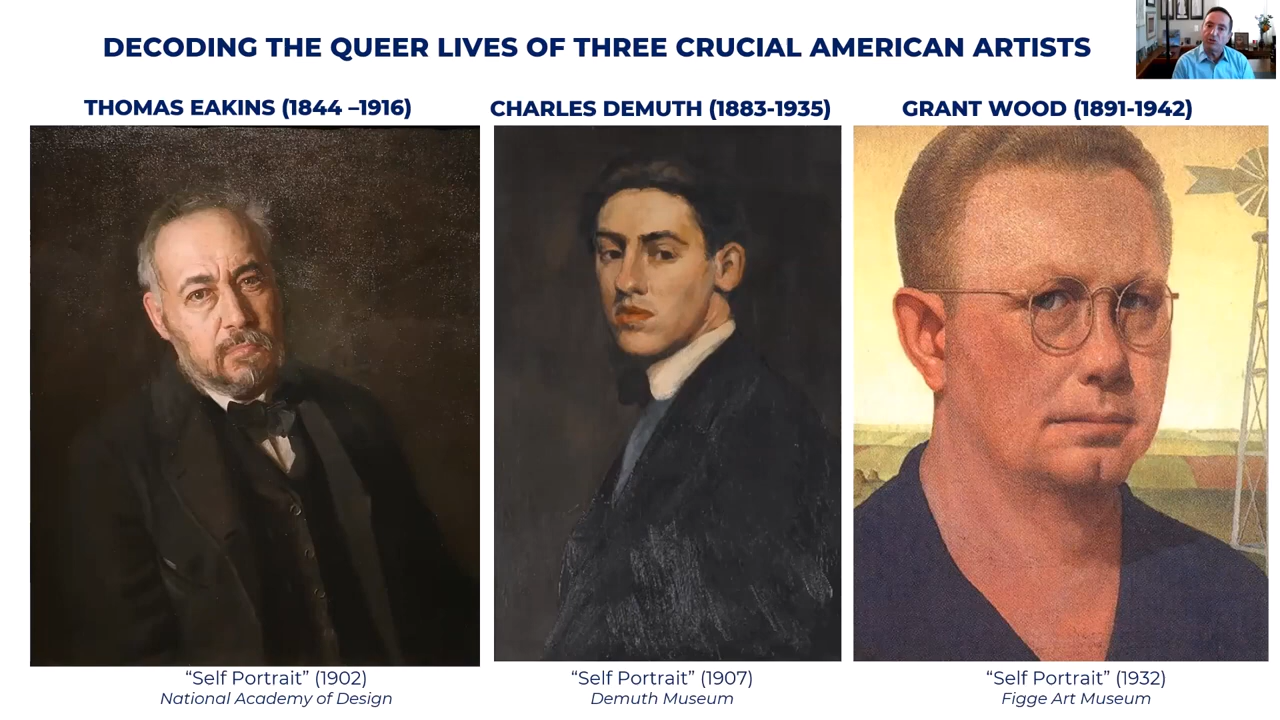 DECODING THE QUEER LIVES OF THREE CRUCIAL AMERICAN ARTISTS
THOMAS EAKINS (1844 –1916)
CHARLES DEMUTH (1883-1935)
GRANT WOOD (1891-1942)
“Self Portrait” (1902)
National Academy of Design
“Self Portrait” (1907)
Demuth Museum
“Self Portrait” (1932)
Figge Art Museum